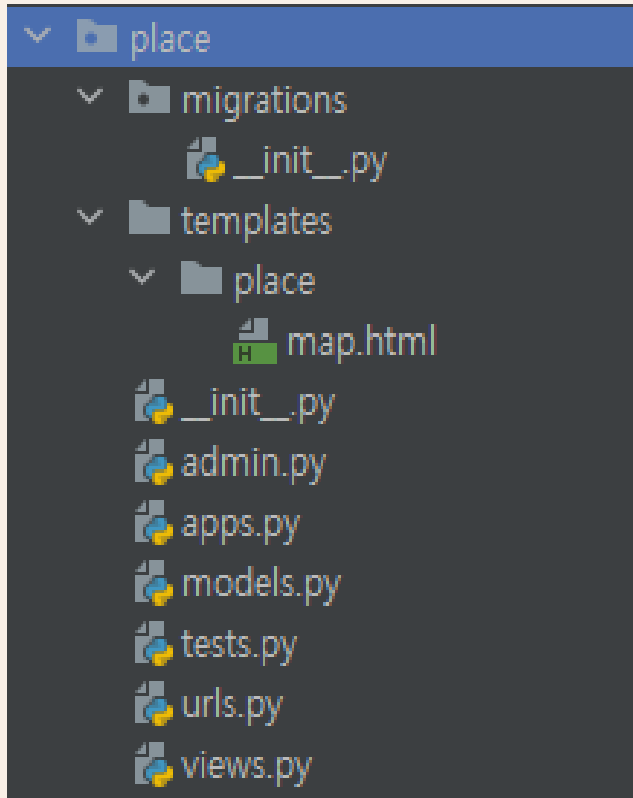 place
migrations
__init__.py
templates
place
H map.html
__init__.py
admin.py
apps.py
models.py
tests.py
urls.py
views.py